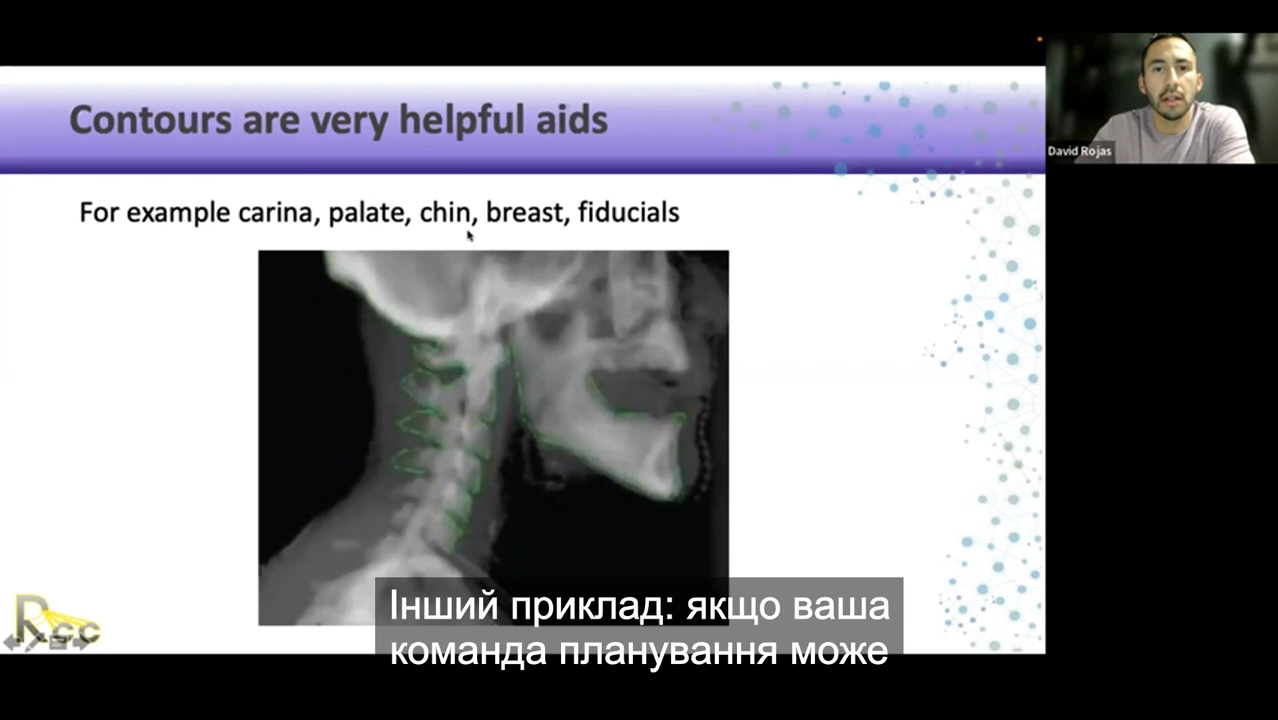 Contours are very helpful aids
David Rojas
For example carina, palate, chin, breast, fiducials
Інший приклад: якщо ваша
команда планування може
Rcc